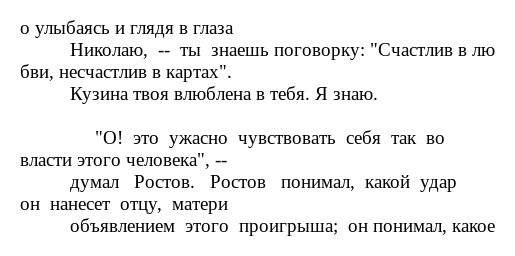 о улыбаясь и глядя в глаза
Николаю, -- ты знаешь поговорку: "Счастлив в лю
бви, несчастлив в картах".
Кузина твоя влюблена в тебя. Я знаю.
"О! это ужасно чувствовать себя так во
власти этого человека", --
думал Ростов. Ростов понимал, какой удар
он нанесет отцу, матери
объявлением этого проигрыша; он понимал, какое